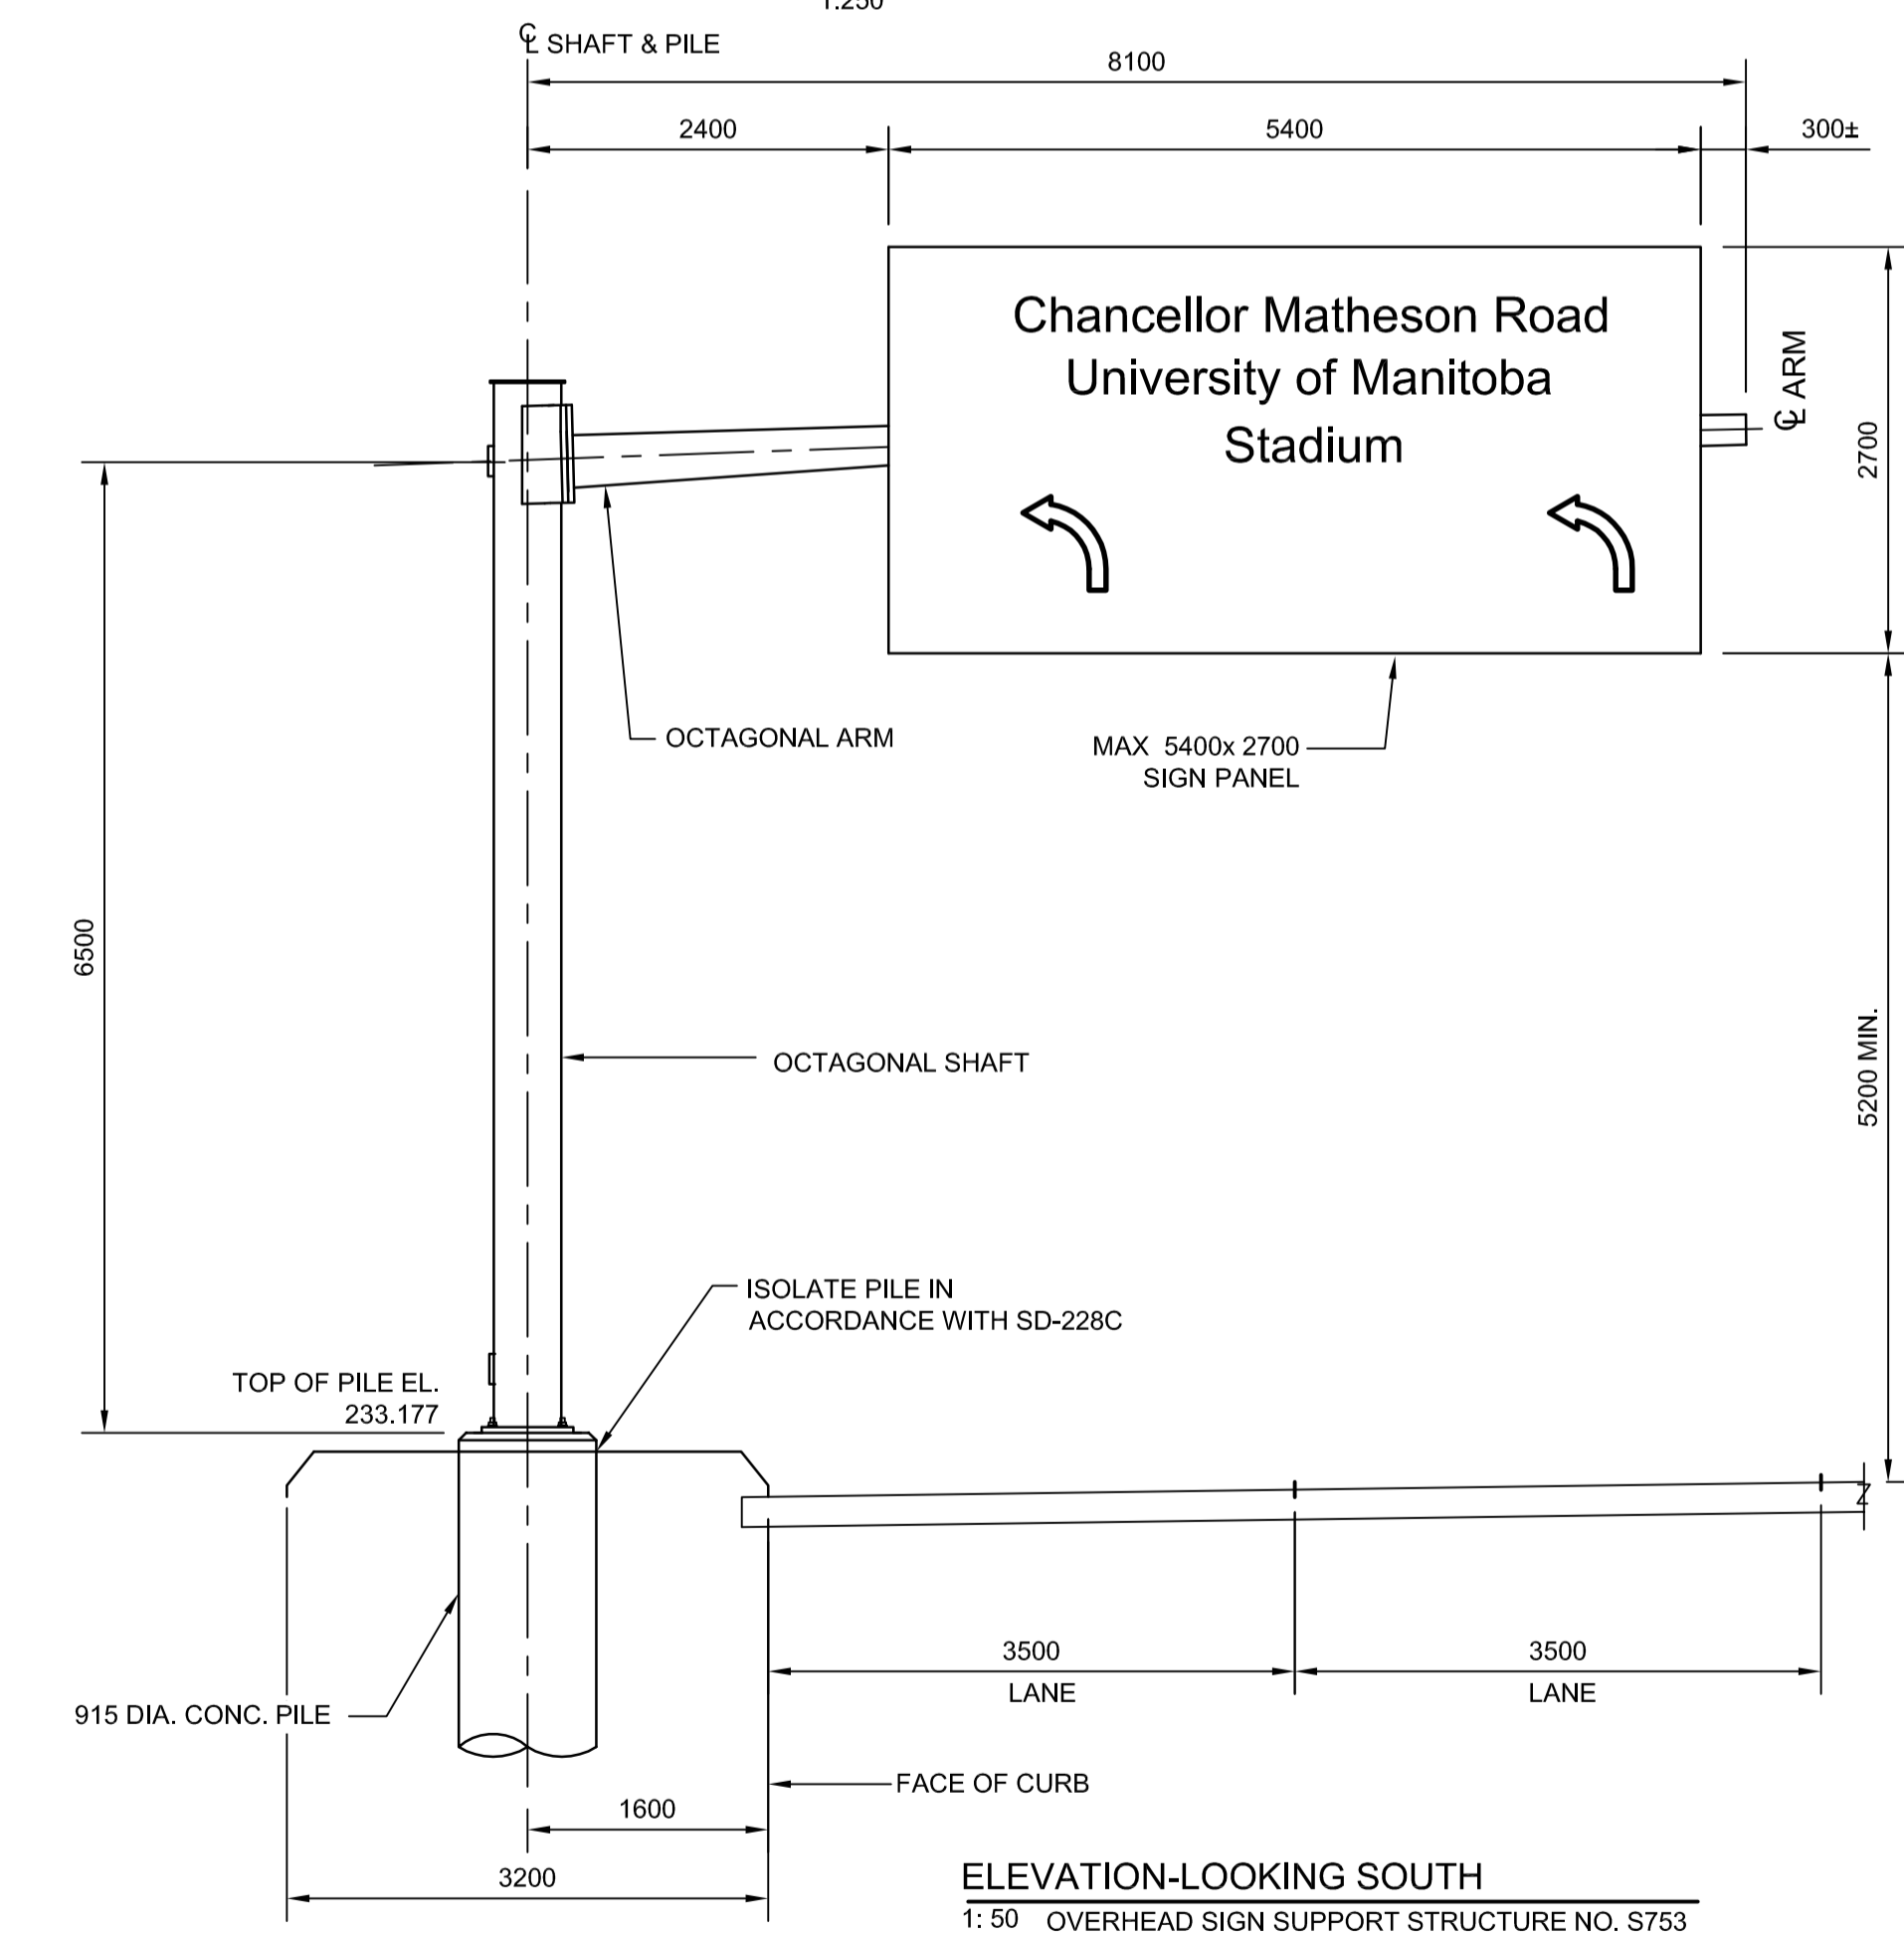 1:250
℄ SHAFT & PILE
8100
2400
5400
300±
Chancellor Matheson Road
University of Manitoba
Stadium
℄ ARM
2700
OCTAGONAL ARM
MAX 5400x 2700
SIGN PANEL
6500
5200 MIN.
OCTAGONAL SHAFT
ISOLATE PILE IN
ACCORDANCE WITH SD-228C
TOP OF PILE EL.
233.177
3500
LANE
3500
LANE
915 DIA. CONC. PILE
FACE OF CURB
1600
3200
ELEVATION-LOOKING SOUTH
1: 50 OVERHEAD SIGN SUPPORT STRUCTURE NO. S753